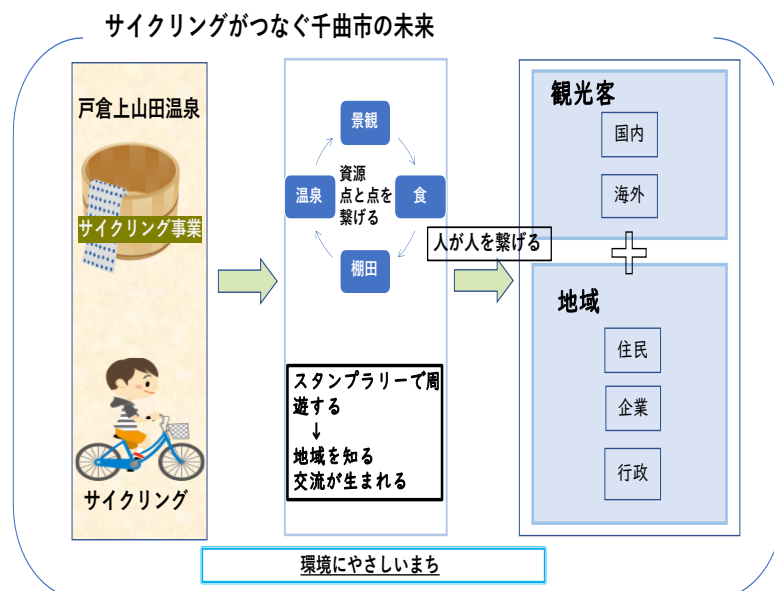 サイクリングがつなぐ千曲市の未来
戸倉上山田温泉
サイクリング事業
サイクリング
景観
食
棚田
温泉
資源
点と点を
繋げる
スタンプラリーで周
遊する
↓
地域を知る
交流が生まれる
人が人を繋げる
観光客
国内
海外
地域
住民
企業
行政
環境にやさしいまち